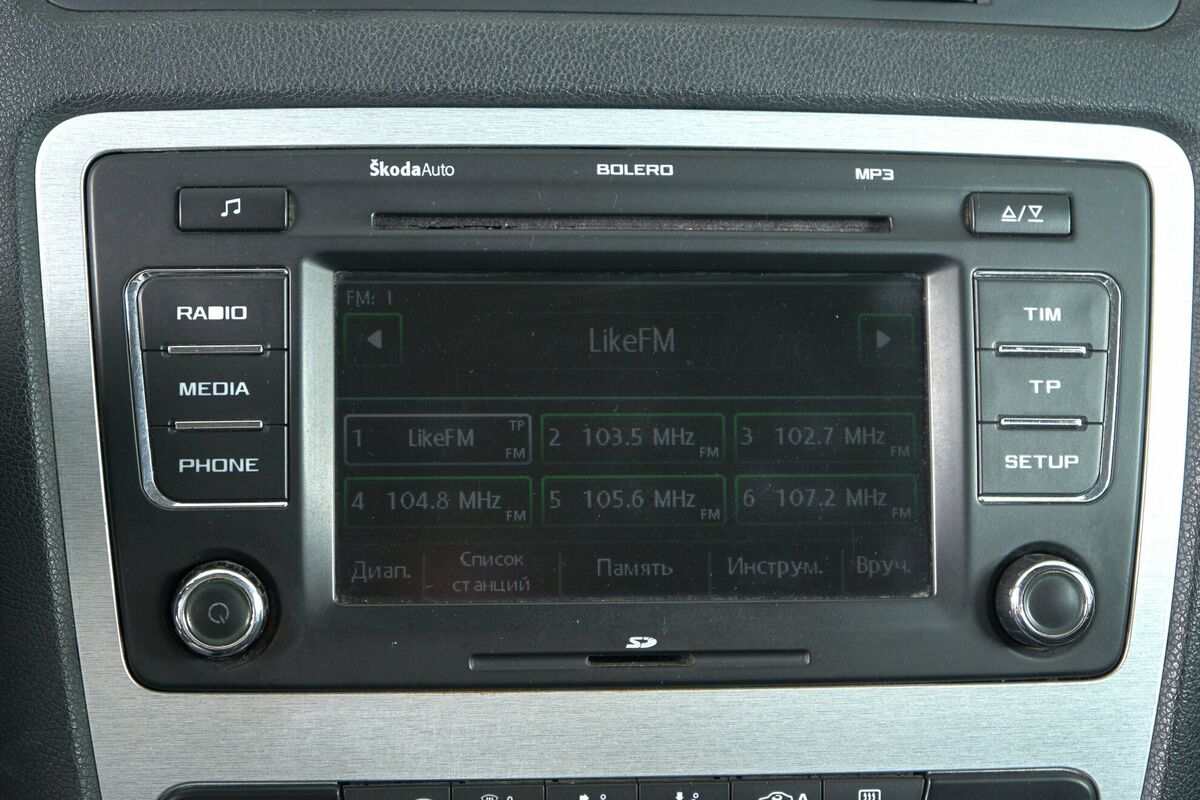 ŠkodaAuto BOLERO MP3
RADIO
MEDIA
PHONE
TIM
TP
SETUP
FM: 1
LikeFM
1 LikeFM TP FM
2 103.5 MHz FM
3 102.7 MHz FM
4 104.8 MHz FM
5 105.6 MHz FM
6 107.2 MHz FM
Диап.
Список
станций
Память
Инструм.
Вруч.
SD
A